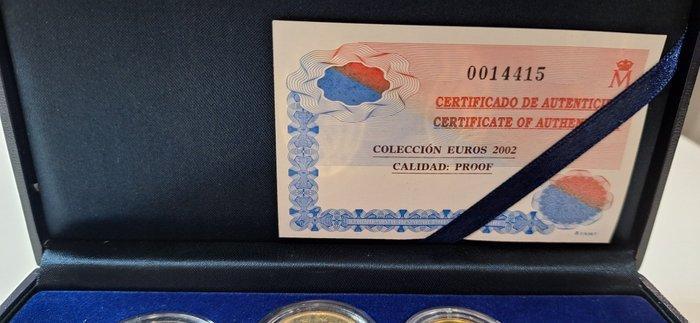 0014415
M
CERTIFICADO DE AUTENTICI
CERTIFICATE OF AUTHEN
COLECCIÓN EUROS 2002
CALIDAD: PROOF